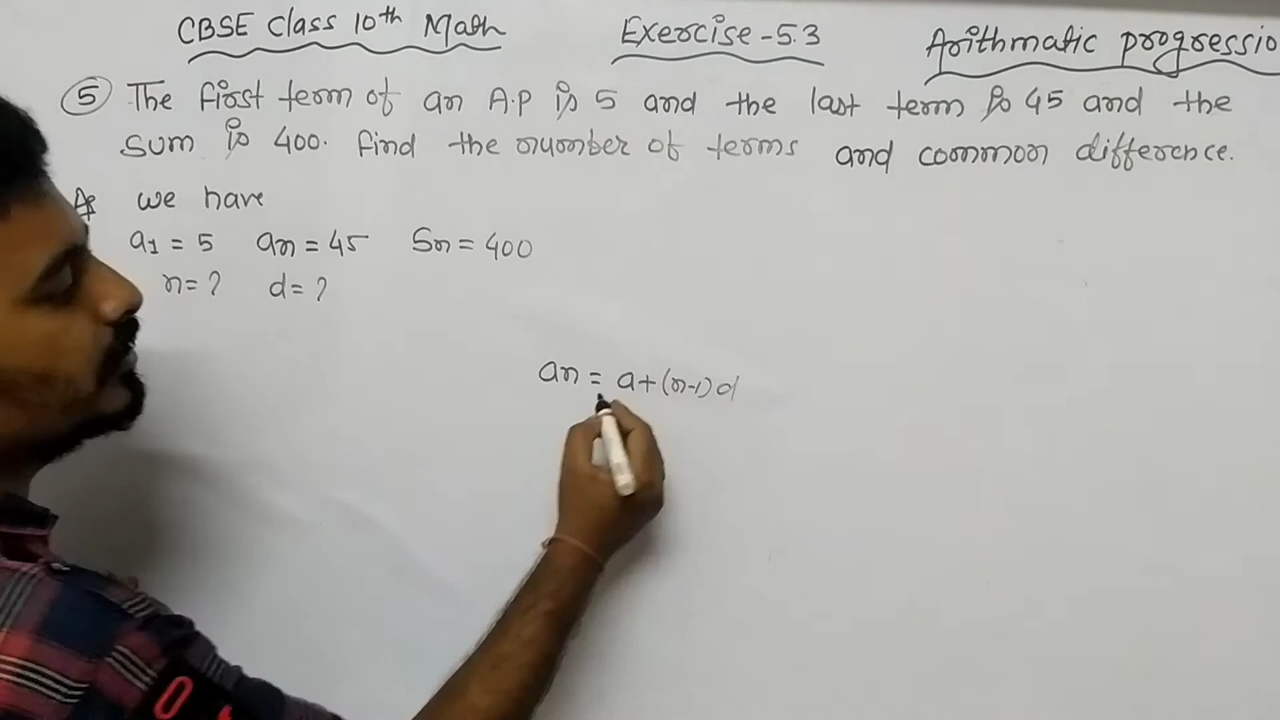 CBSE Class 10th Math Exercise - 5.3 Arithmatic progressio
5 The first term of an A.P is 5 and the last term is 45 and the
sum is 400. find the number of terms and common difference.
we have
a1 = 5 an = 45 Sn = 400
n = ? d = ?
an = a + (n-1) d